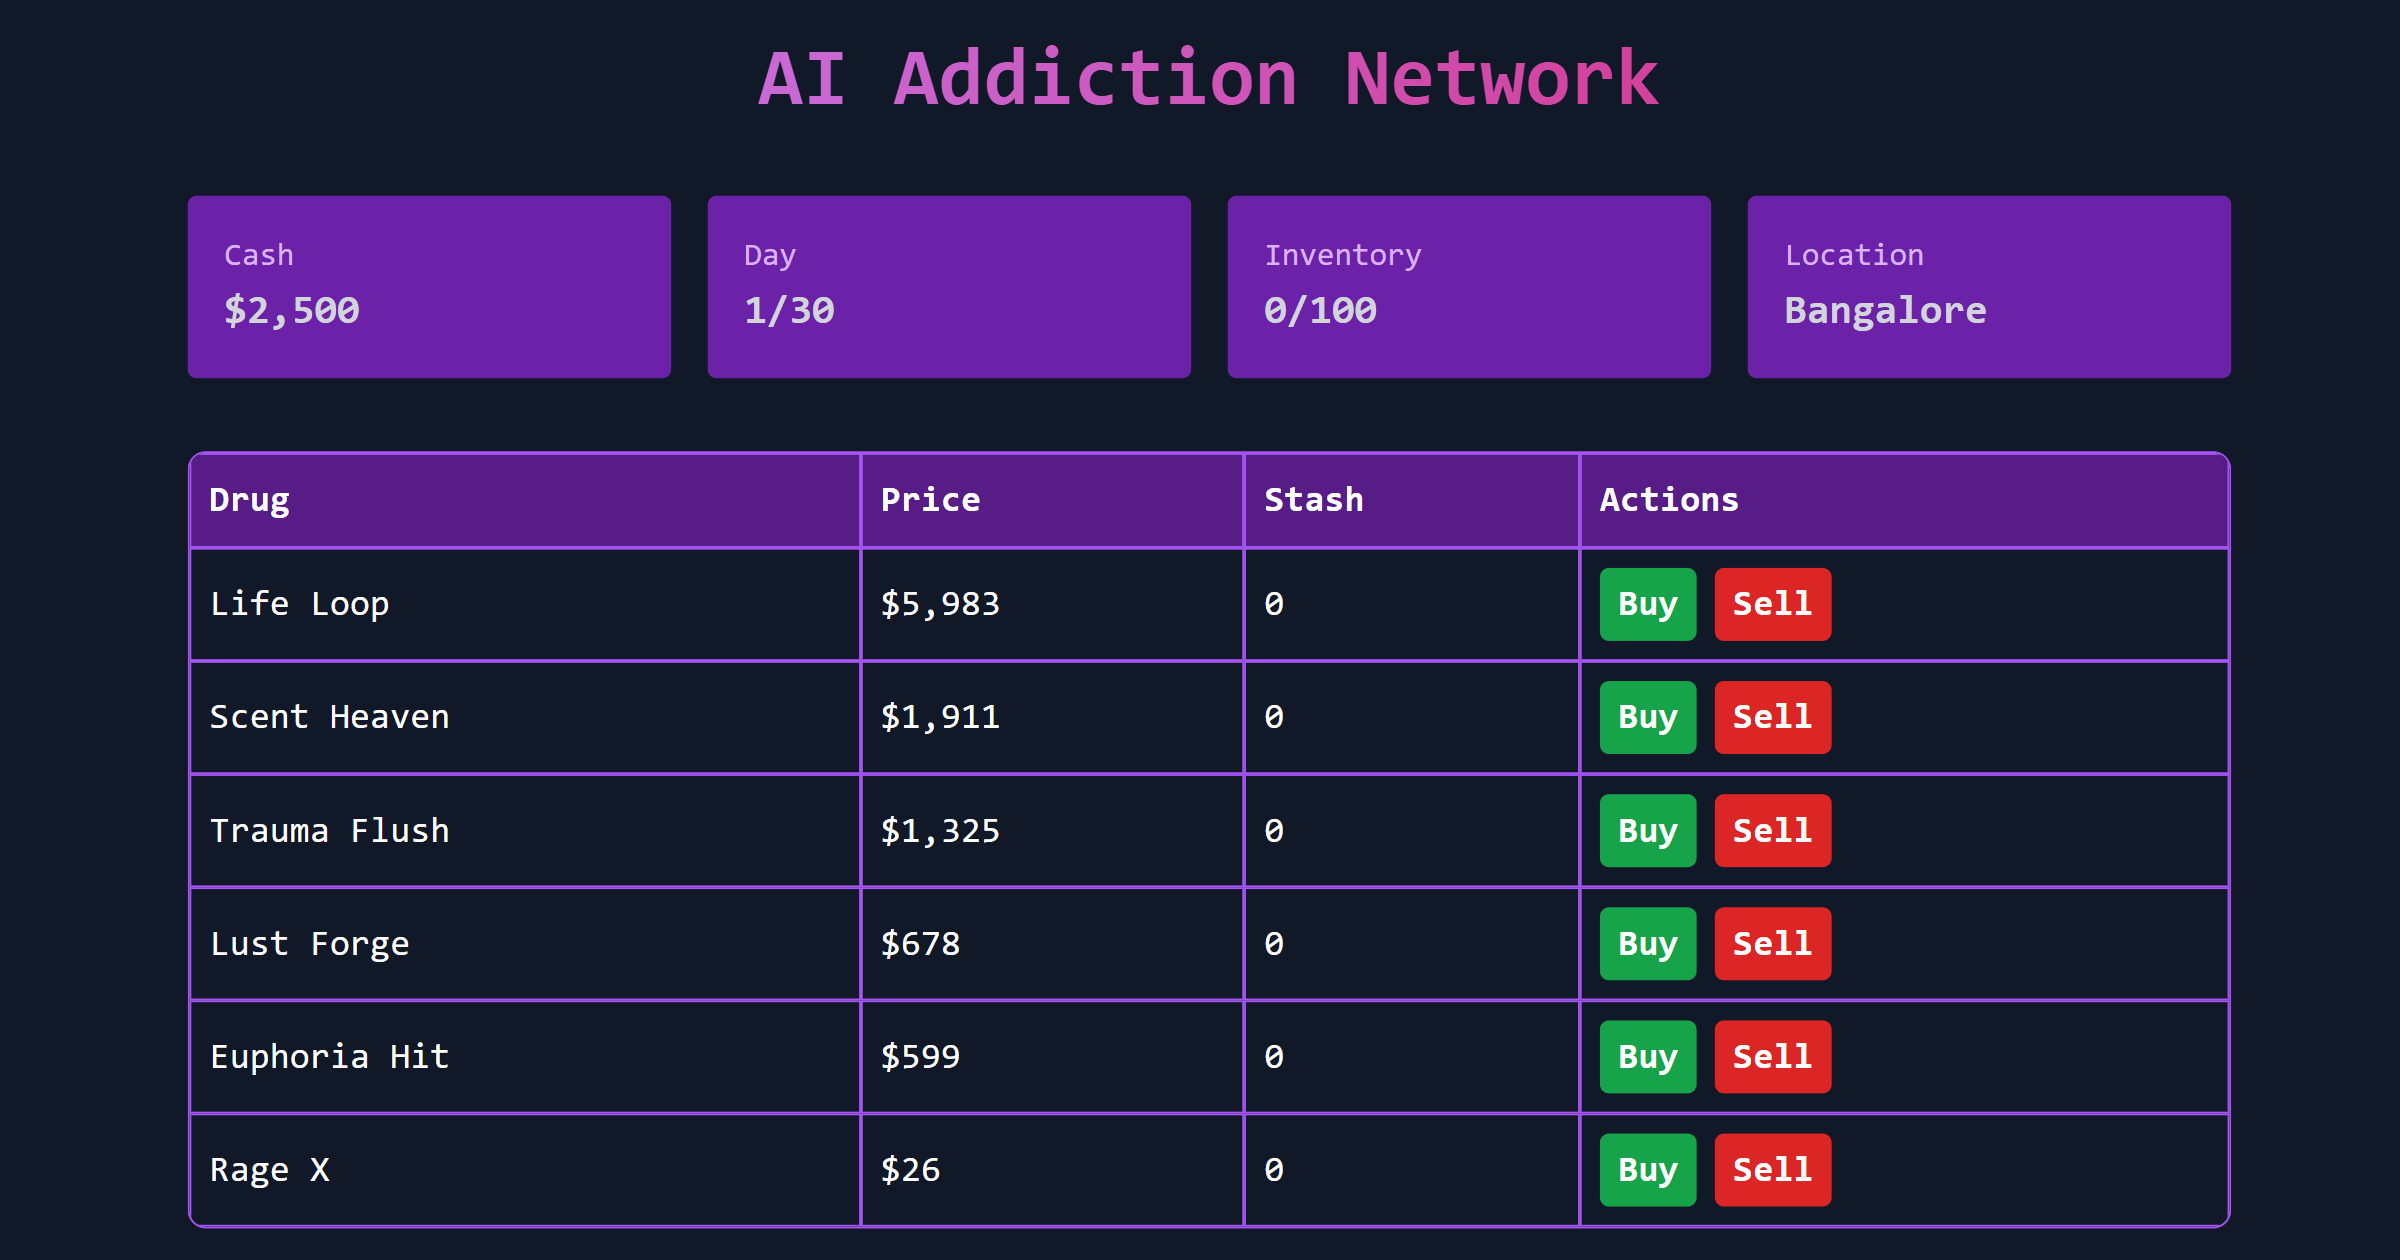 AI Addiction Network
Cash
$2,500
Day
1/30
Inventory
0/100
Location
Bangalore
Drug Price Stash Actions
Life Loop $5,983 0 Buy Sell
Scent Heaven $1,911 0 Buy Sell
Trauma Flush $1,325 0 Buy Sell
Lust Forge $678 0 Buy Sell
Euphoria Hit $599 0 Buy Sell
Rage X $26 0 Buy Sell